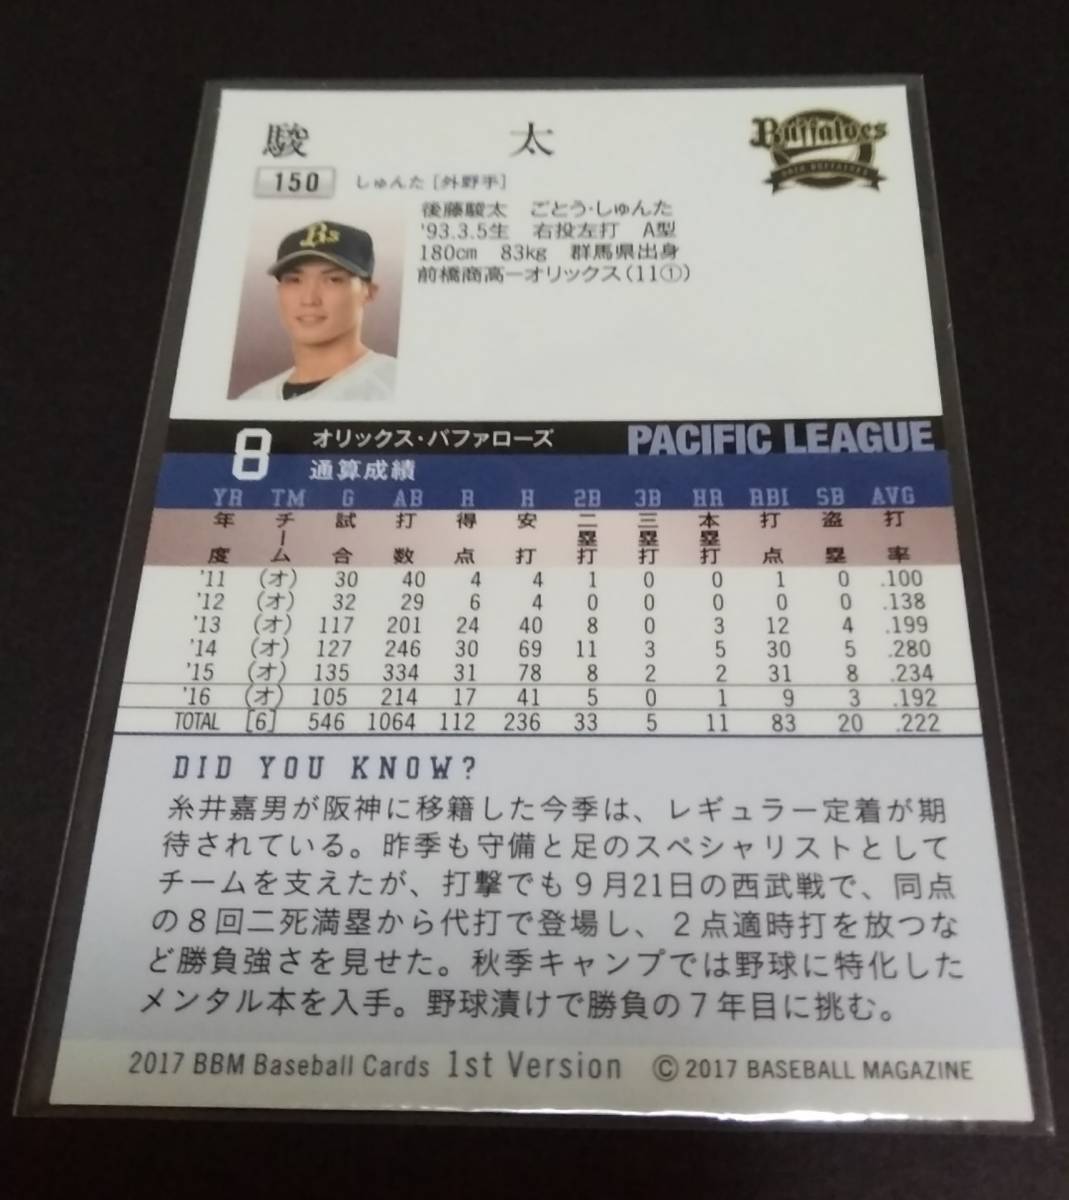 駿太
Buffaloes
150 しゅんた [外野手]
後藤駿太 ごとう・しゅんた
'93.3.5生 右投左打 A型
180cm 83kg 群馬県出身
前橋商高ーオリックス(11①)
Bs
8 オリックス・バファローズ PACIFIC LEAGUE
通算成績
YR TM G AB R H 2B 3B HR RBI SB AVG
年度 チーム 試合 打数 得点 安打 二塁打 三塁打 本塁打 打点 盗塁 打率
'11 (オ) 30 40 4 4 1 0 0 1 0 .100
'12 (オ) 32 29 6 4 0 0 0 0 0 .138
'13 (オ) 117 201 24 40 8 0 3 12 4 .199
'14 (オ) 127 246 30 69 11 3 5 30 5 .280
'15 (オ) 135 334 31 78 8 2 2 31 8 .234
'16 (オ) 105 214 17 41 5 0 1 9 3 .192
TOTAL [6] 546 1064 112 236 33 5 11 83 20 .222
DID YOU KNOW?
糸井嘉男が阪神に移籍した今季は、レギュラー定着が期
待されている。昨季も守備と足のスペシャリストとして
チームを支えたが、打撃でも9月21日の西武戦で、同点
の8回二死満塁から代打で登場し、2点適時打を放つな
ど勝負強さを見せた。秋季キャンプでは野球に特化した
メンタル本を入手。野球漬けで勝負の7年目に挑む。
2017 BBM Baseball Cards 1st Version © 2017 BASEBALL MAGAZINE